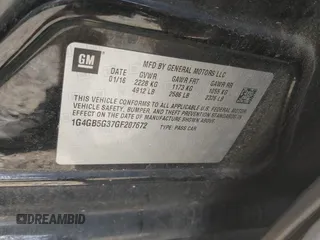 GM
MFD BY GENERAL MOTORS LLC
DATE GVWR GAWR FRT GAWR RR
01/16 2228 KG 1173 KG 1055 KG
4912 LB 2586 LB 2326 LB
THIS VEHICLE CONFORMS TO ALL APPLICABLE U.S.
FEDERAL MOTOR VEHICLE SAFETY, BUMPER, AND
THEFT PREVENTION STANDARDS IN
EFFECT ON THE DATE OF MANUFACTURE SHOWN ABOVE.
1G4GB5G37GF207672 TYPE: PASS CAR
DREAMBID